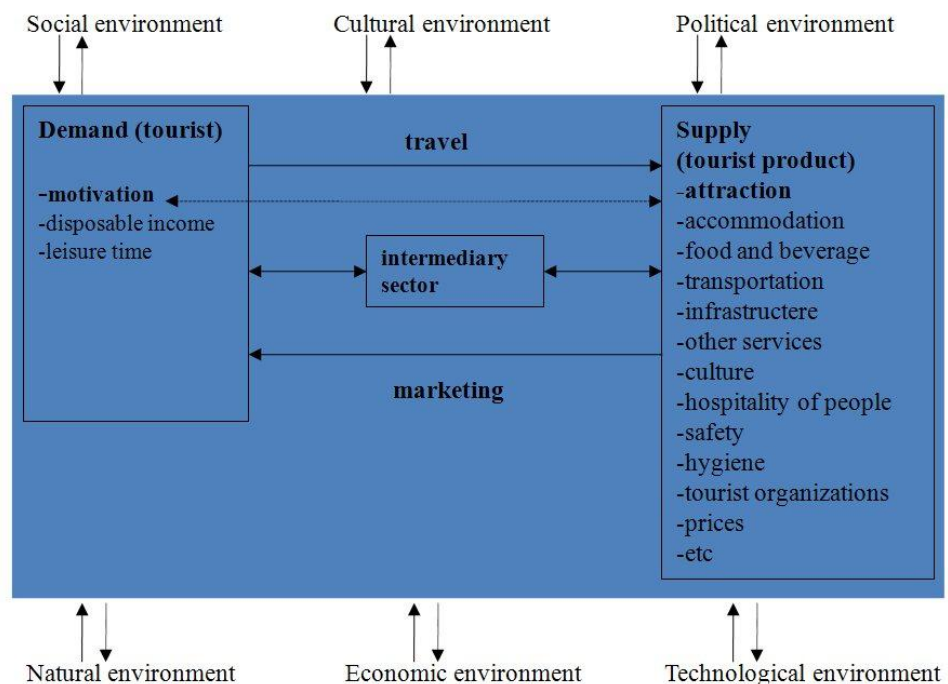 Social environment
Cultural environment
Political environment
Demand (tourist)
-motivation
-disposable income
-leisure time
travel
intermediary
sector
marketing
Supply
(tourist product)
-attraction
-accommodation
-food and beverage
-transportation
-infrastructere
-other services
-culture
-hospitality of people
-safety
-hygiene
-tourist organizations
-prices
-etc
Natural environment
Economic environment
Technological environment